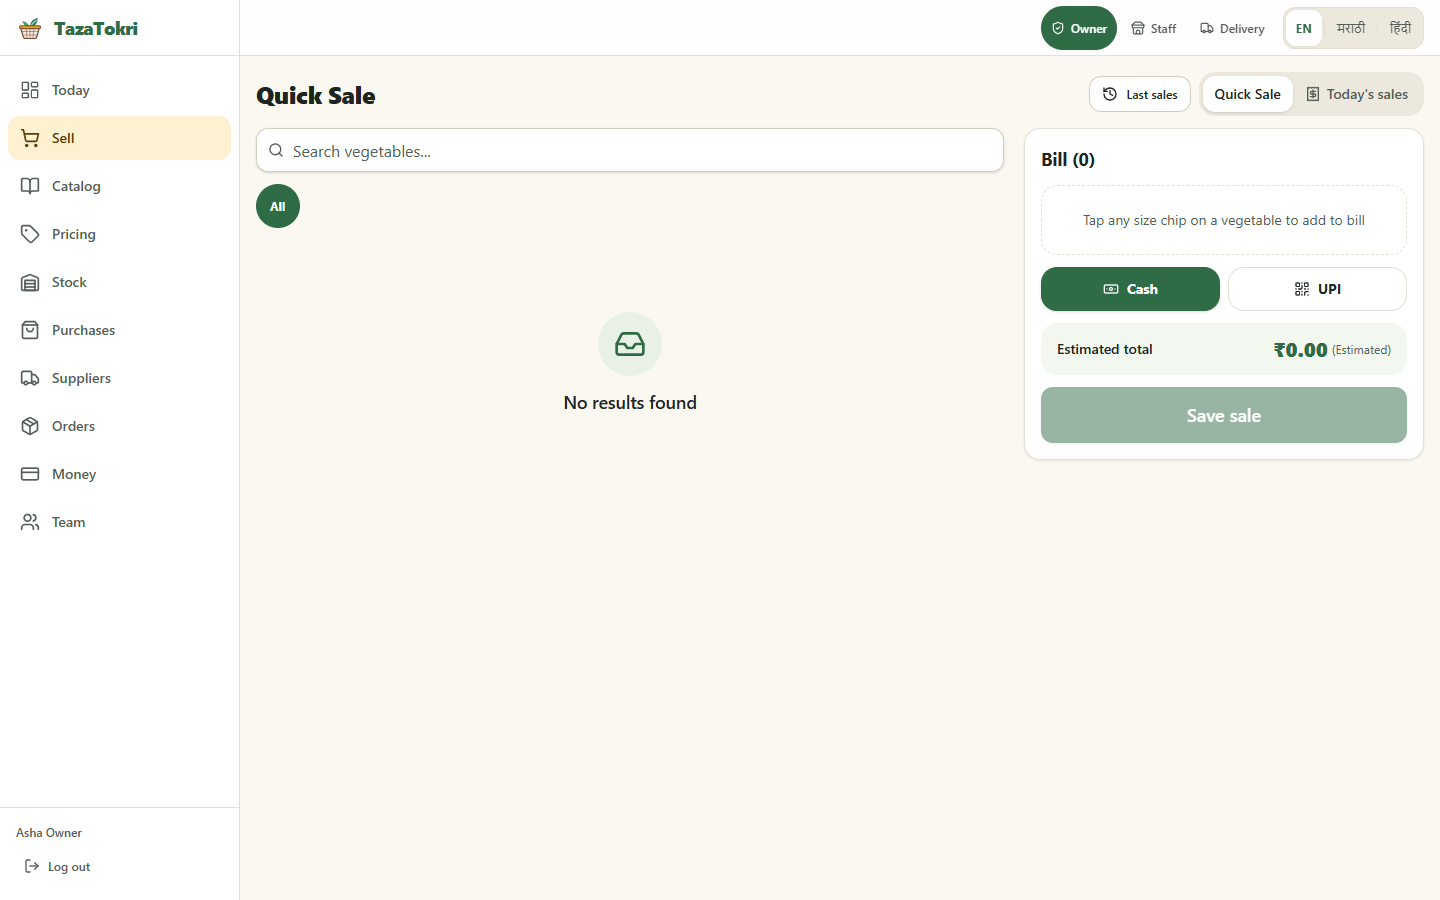 TazaTokri
Owner
Staff
Delivery
EN
मराठी
हिंदी
Today
Sell
Catalog
Pricing
Stock
Purchases
Suppliers
Orders
Money
Team
Asha Owner
Log out
Quick Sale
Last sales
Quick Sale
Today's sales
Search vegetables...
All
No results found
Bill (0)
Tap any size chip on a vegetable to add to bill
Cash
UPI
Estimated total
₹0.00 (Estimated)
Save sale